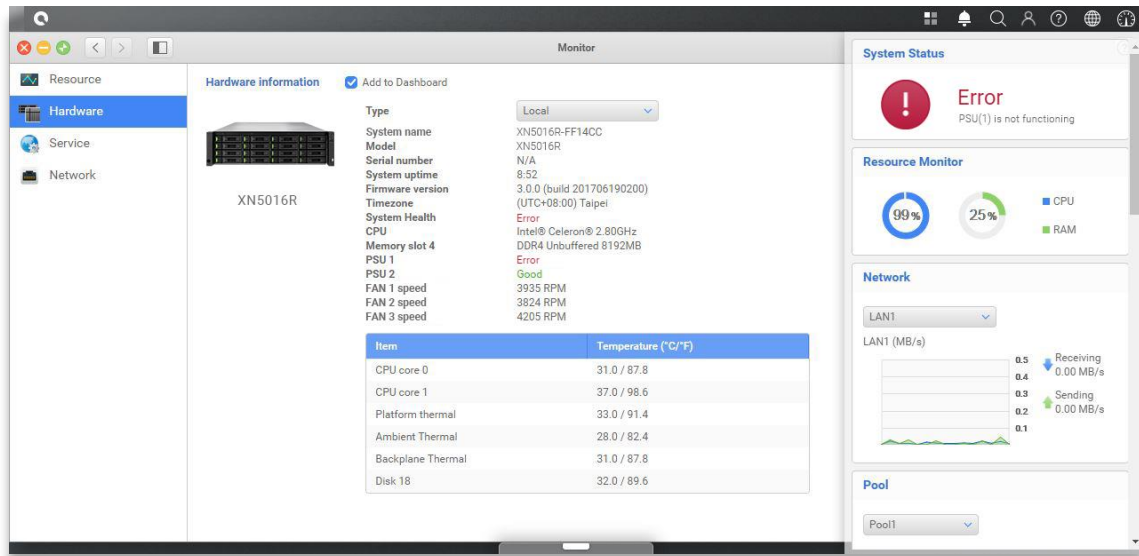 Monitor
Resource
Hardware
Service
Network
Hardware information
Add to Dashboard
XN5016R
Type Local
System name XN5016R-FF14CC
Model XN5016R
Serial number N/A
System uptime 8:52
Firmware version 3.0.0 (build 201706190200)
Timezone (UTC+08:00) Taipei
System Health Error
CPU Intel® Celeron® 2.80GHz
Memory slot 4 DDR4 Unbuffered 8192MB
PSU 1 Error
PSU 2 Good
FAN 1 speed 3935 RPM
FAN 2 speed 3824 RPM
FAN 3 speed 4205 RPM
Item Temperature (°C/°F)
CPU core 0 31.0 / 87.8
CPU core 1 37.0 / 98.6
Platform thermal 33.0 / 91.4
Ambient Thermal 28.0 / 82.4
Backplane Thermal 31.0 / 87.8
Disk 18 32.0 / 89.6
System Status
Error
PSU(1) is not functioning
Resource Monitor
99%
25%
CPU
RAM
Network
LAN1
LAN1 (MB/s)
0.5
0.4
0.3
0.2
0.1
Receiving
0.00 MB/s
Sending
0.00 MB/s
Pool
Pool1